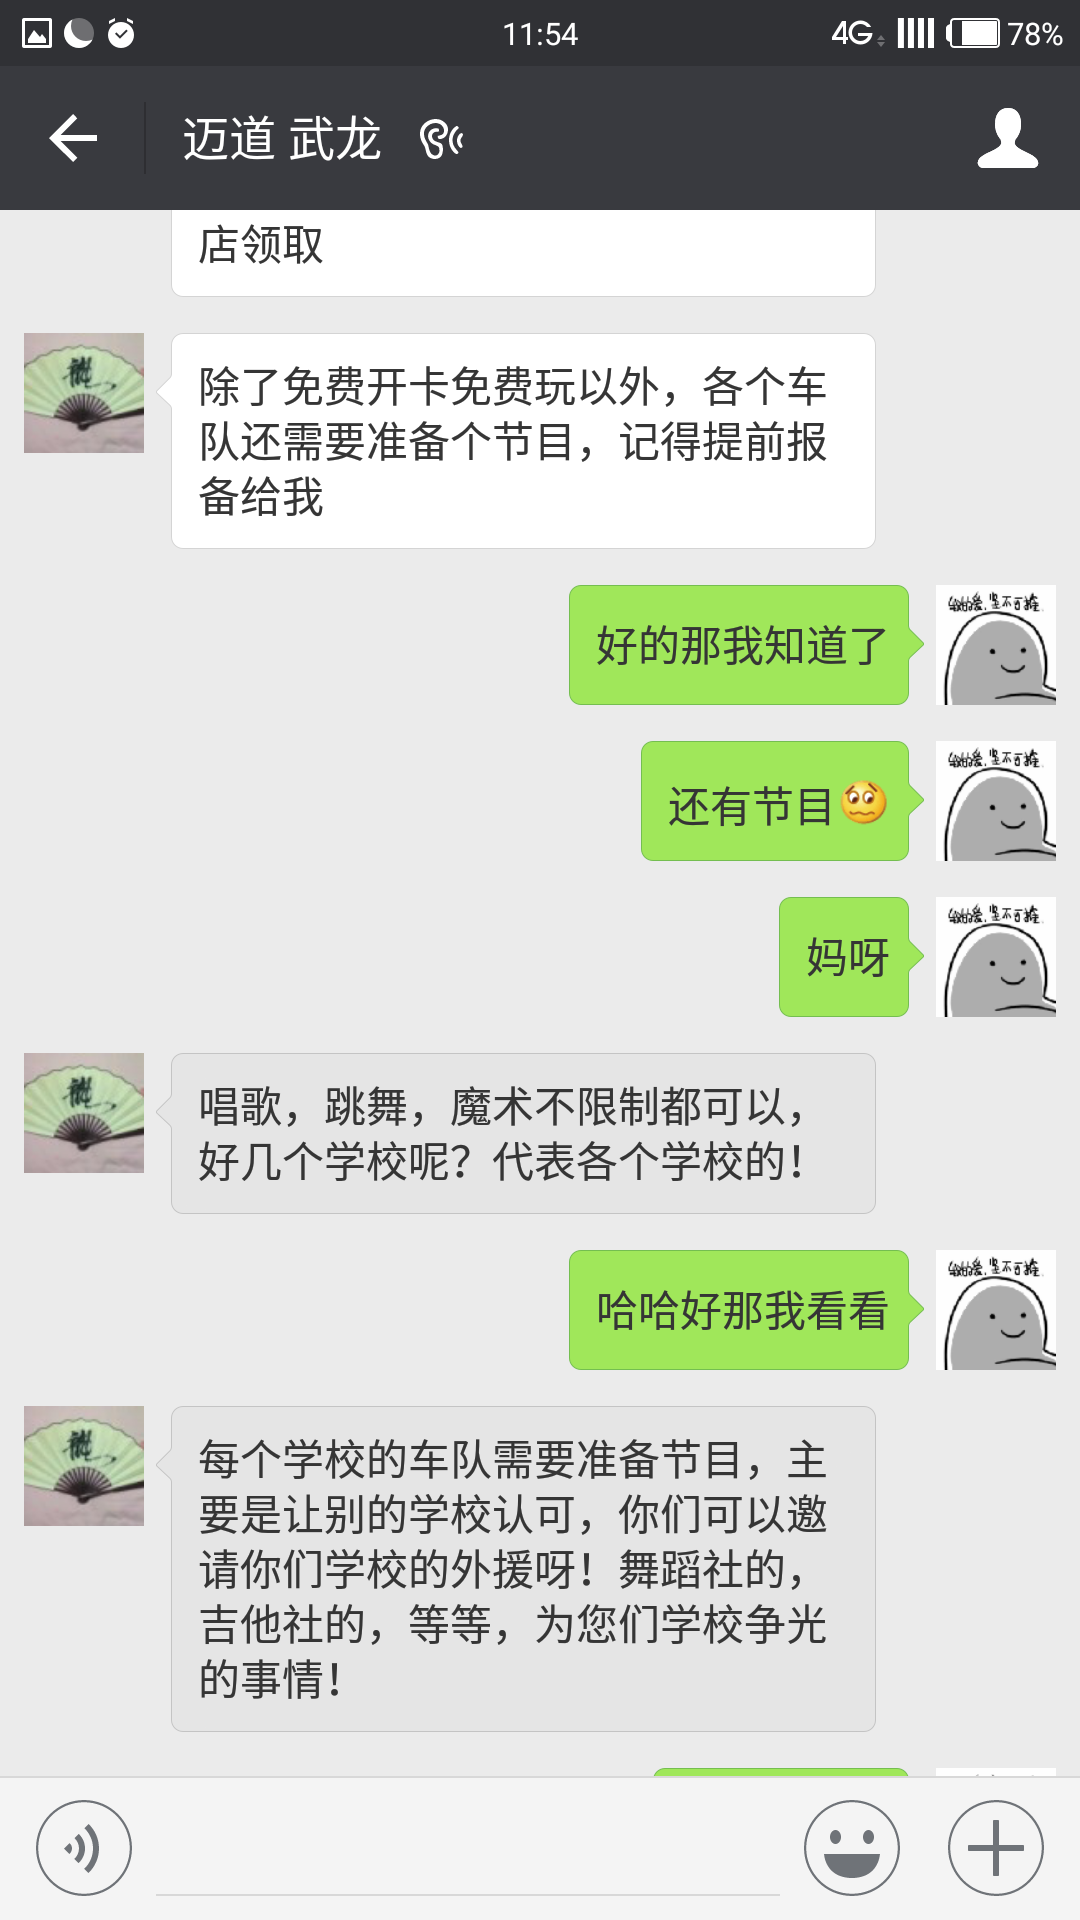 11:54
4G
78%
迈道 武龙
店领取
除了免费开卡免费玩以外，各个车
队还需要准备个节目，记得提前报
备给我
好的那我知道了
还有节目
妈呀
唱歌，跳舞，魔术不限制都可以，
好几个学校呢？代表各个学校的！
哈哈好那我看看
每个学校的车队需要准备节目，主
要是让别的学校认可，你们可以邀
请你们学校的外援呀！舞蹈社的，
吉他社的，等等，为您们学校争光
的事情！